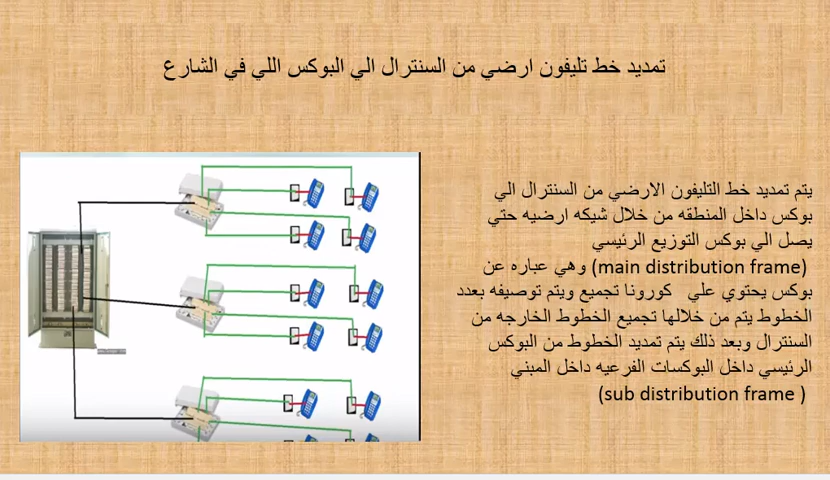 تمديد خط تليفون ارضي من السنترال الي البوكس اللي في الشارع
يتم تمديد خط التليفون الارضي من السنترال الي
بوكس داخل المنطقه من خلال شبكه ارضيه حتي
يصل الي بوكس التوزيع الرئيسي
(main distribution frame) وهي عباره عن
بوكس يحتوي علي كورونا تجميع ويتم توصيفه بعدد
الخطوط يتم من خلالها تجميع الخطوط الخارجه من
السنترال وبعد ذلك يتم تمديد الخطوط من البوكس
الرئيسي داخل البوكسات الفرعيه داخل المبني
(sub distribution frame )